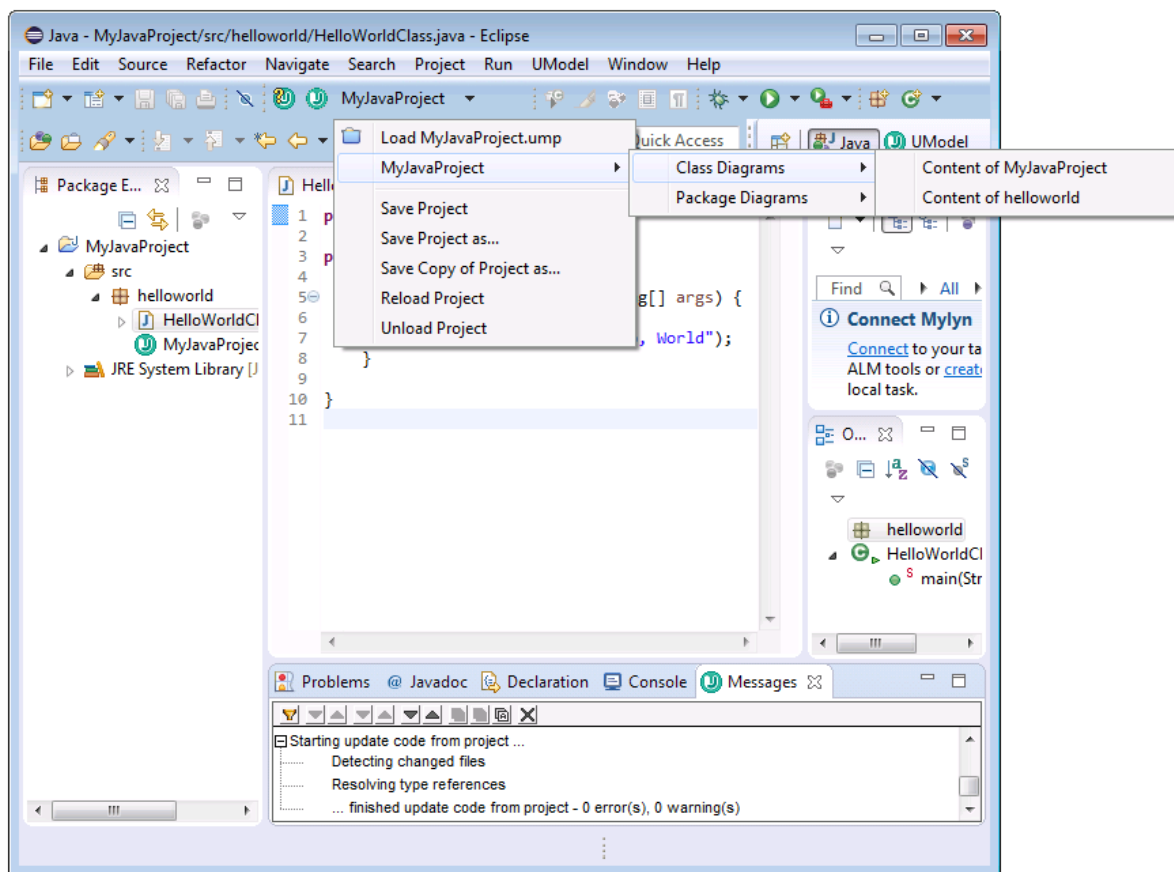 Java - MyJavaProject/src/helloworld/HelloWorldClass.java - Eclipse
File Edit Source Refactor Navigate Search Project Run UModel Window Help
MyJavaProject
Quick Access
Java UModel
Load MyJavaProject.ump
MyJavaProject
Save Project
Save Project as...
Save Copy of Project as...
Reload Project
Unload Project
Class Diagrams
Package Diagrams
Content of MyJavaProject
Content of helloworld
Package E...
MyJavaProject
src
helloworld
HelloWorldCl
MyJavaProjec
JRE System Library [J
Hell
1 p
2
3 p
4
5 g[] args) {
6
7 , World");
8 }
9
10 }
11
Find All
Connect Mylyn
Connect to your ta
ALM tools or create
local task.
O...
helloworld
HelloWorldCl
main(Str
Problems @ Javadoc Declaration Console Messages
Starting update code from project ...
Detecting changed files
Resolving type references
... finished update code from project - 0 error(s), 0 warning(s)